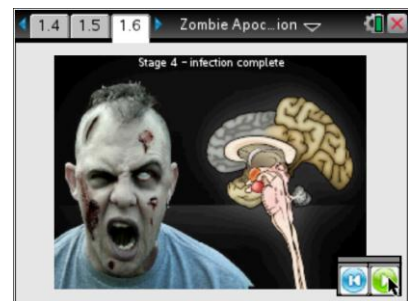 1.4 1.5 1.6 Zombie Apoc…ion
Stage 4 – infection complete